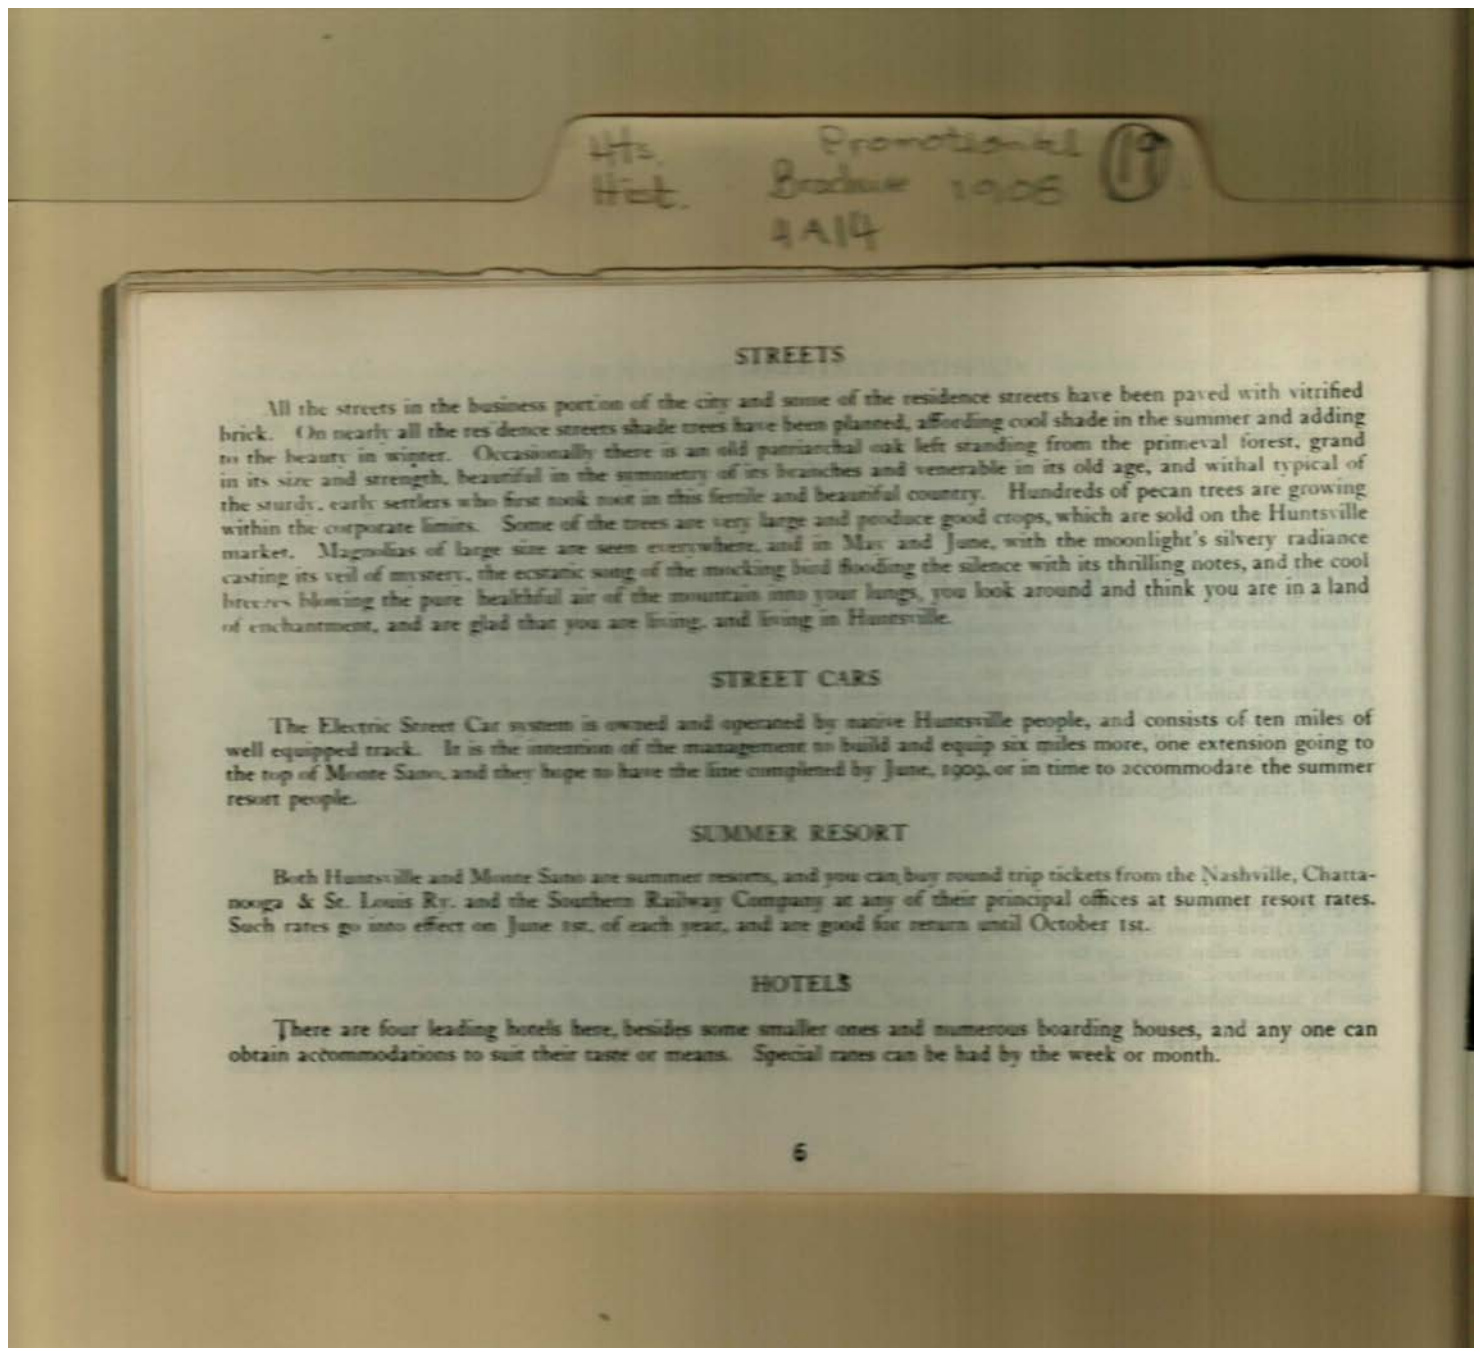 Hts. Promotional 19
Hist. Brochure 1908
4A14
STREETS
All the streets in the business portion of the city and some of the residence streets have been paved with vitrified
brick. On nearly all the residence streets shade trees have been planned, affording cool shade in the summer and adding
to the beauty in winter. Occasionally there is an old patriarchal oak left standing from the primeval forest, grand
in its size and strength, beautiful in the symmetry of its branches and venerable in its old age, and withal typical of
the sturdy, early settlers who first took root in this fertile and beautiful country. Hundreds of pecan trees are growing
within the corporate limits. Some of the trees are very large and produce good crops, which are sold on the Huntsville
market. Magnolias of large size are seen everywhere, and in May and June, with the moonlight's silvery radiance
casting its veil of mystery, the ecstatic song of the mocking bird flooding the silence with its thrilling notes, and the cool
breezes blowing the pure healthful air of the mountain into your lungs, you look around and think you are in a land
of enchantment, and are glad that you are living, and living in Huntsville.
STREET CARS
The Electric Street Car system is owned and operated by native Huntsville people, and consists of ten miles of
well equipped track. It is the intention of the management to build and equip six miles more, one extension going to
the top of Monte Sano, and they hope to have the line completed by June, 1909, or in time to accommodate the summer
resort people.
SUMMER RESORT
Both Huntsville and Monte Sano are summer resorts, and you can buy round trip tickets from the Nashville, Chatta-
nooga & St. Louis Ry. and the Southern Railway Company at any of their principal offices at summer resort rates.
Such rates go into effect on June 1st, of each year, and are good for return until October 1st.
HOTELS
There are four leading hotels here, besides some smaller ones and numerous boarding houses, and any one can
obtain accommodations to suit their taste or means. Special rates can be had by the week or month.
6